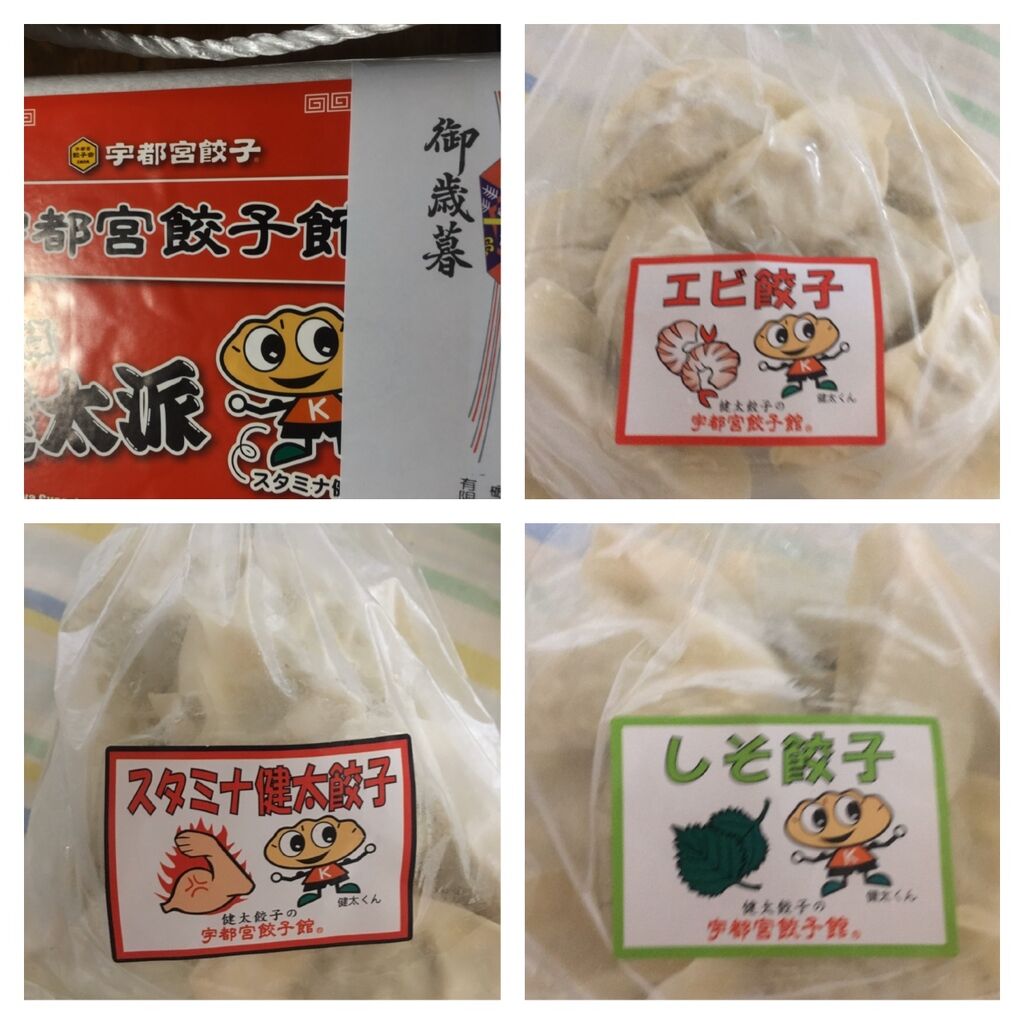 宇都宮餃子®
都宮餃子館
太派
K
スタミナ
御歳暮
有限
エビ餃子
K
健太くん
健太餃子の
宇都宮餃子館®
スタミナ健太餃子
K
健太くん
健太餃子の
宇都宮餃子館®
しそ餃子
K
健太くん
健太餃子の
宇都宮餃子館®